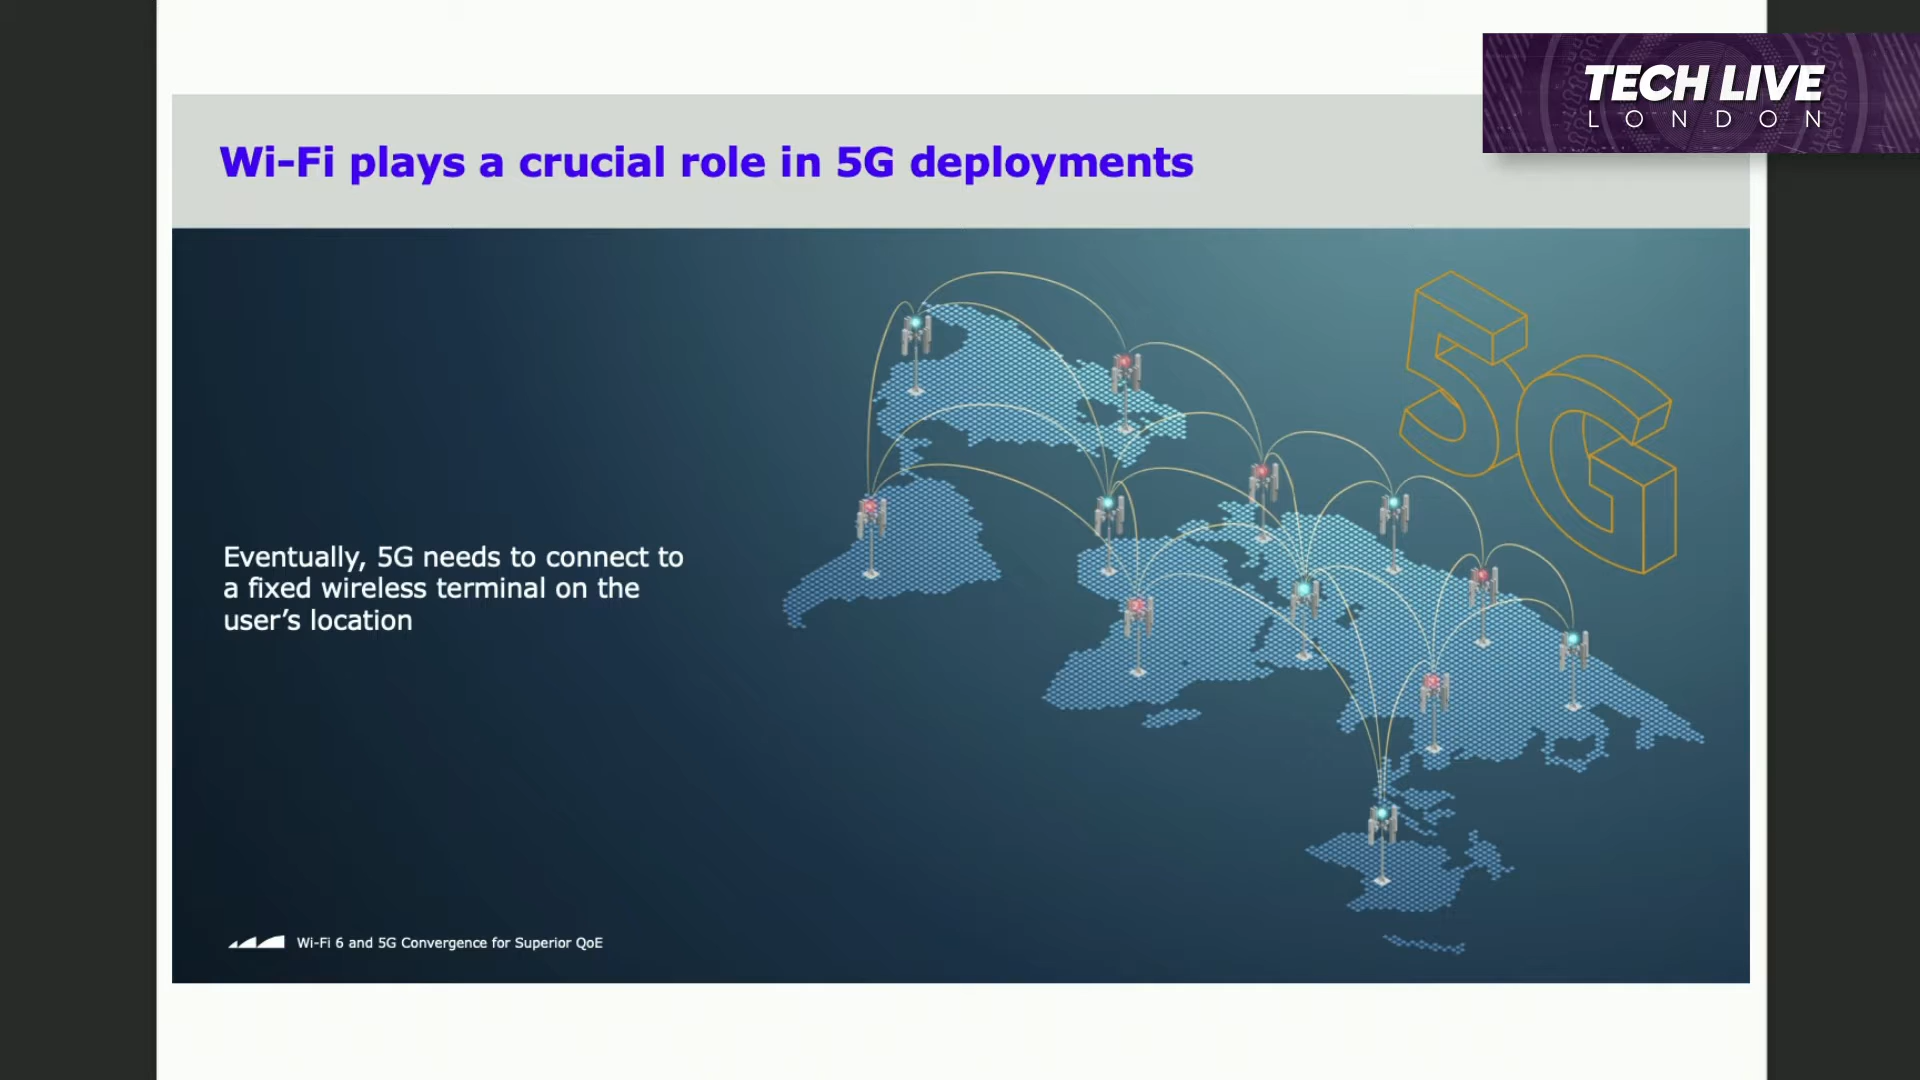 TECH LIVE
LONDON
Wi-Fi plays a crucial role in 5G deployments
5G
Eventually, 5G needs to connect to
a fixed wireless terminal on the
user’s location
Wi-Fi 6 and 5G Convergence for Superior QoE